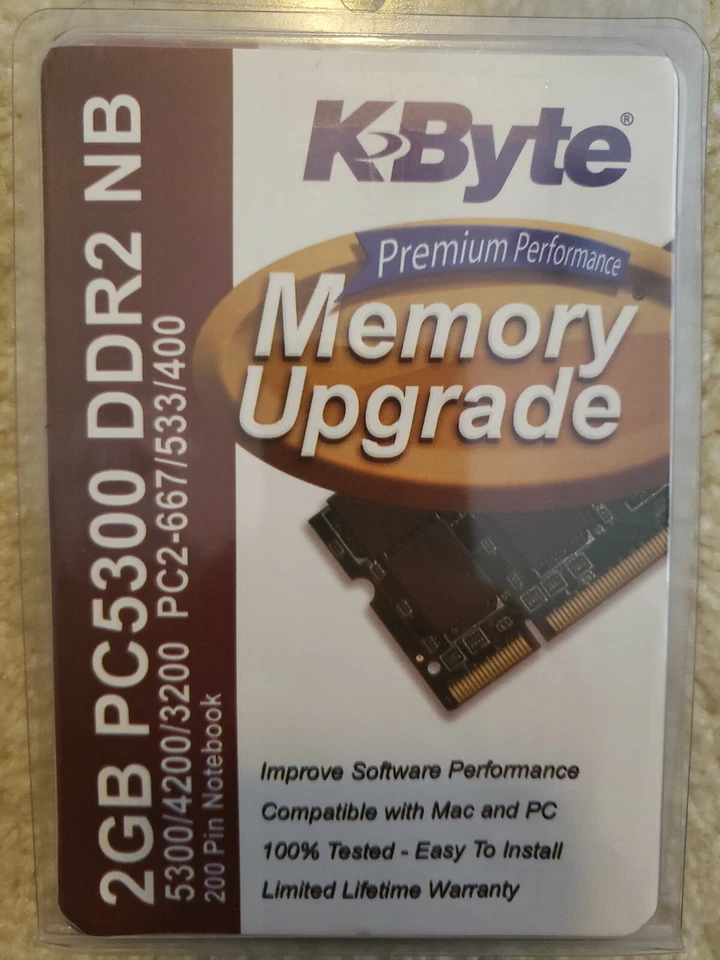 K Byte®
Premium Performance
Memory
Upgrade
2GB PC5300 DDR2 NB
5300/4200/3200 PC2-667/533/400
200 Pin Notebook
Improve Software Performance
Compatible with Mac and PC
100% Tested - Easy To Install
Limited Lifetime Warranty